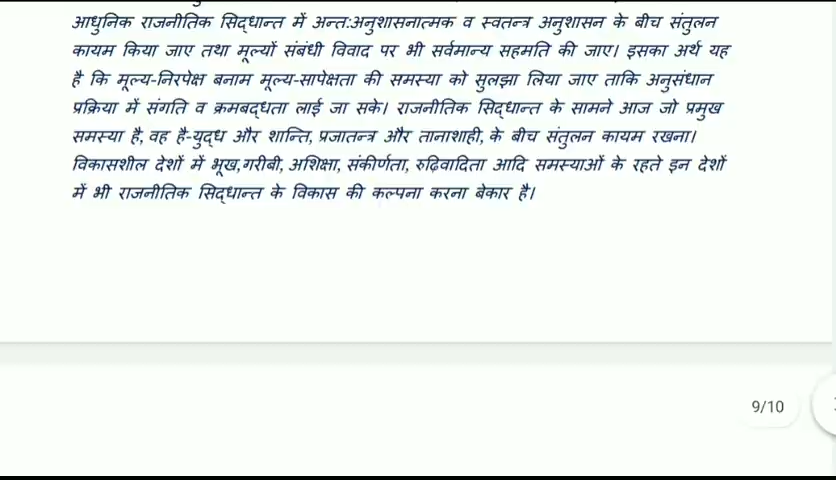 आधुनिक राजनीतिक सिद्धान्त में अन्त:अनुशासनात्मक व स्वतन्त्र अनुशासन के बीच संतुलन
कायम किया जाए तथा मूल्यों संबंधी विवाद पर भी सर्वमान्य सहमति की जाए। इसका अर्थ यह
है कि मूल्य-निरपेक्ष बनाम मूल्य-सापेक्षता की समस्या को सुलझा लिया जाए ताकि अनुसंधान
प्रक्रिया में संगति व क्रमबद्धता लाई जा सके। राजनीतिक सिद्धान्त के सामने आज जो प्रमुख
समस्या है, वह है-युद्ध और शान्ति, प्रजातन्त्र और तानाशाही, के बीच संतुलन कायम रखना।
विकासशील देशों में भूख,गरीबी, अशिक्षा, संकीर्णता, रुढ़िवादिता आदि समस्याओं के रहते इन देशों
में भी राजनीतिक सिद्धान्त के विकास की कल्पना करना बेकार है।
9/10